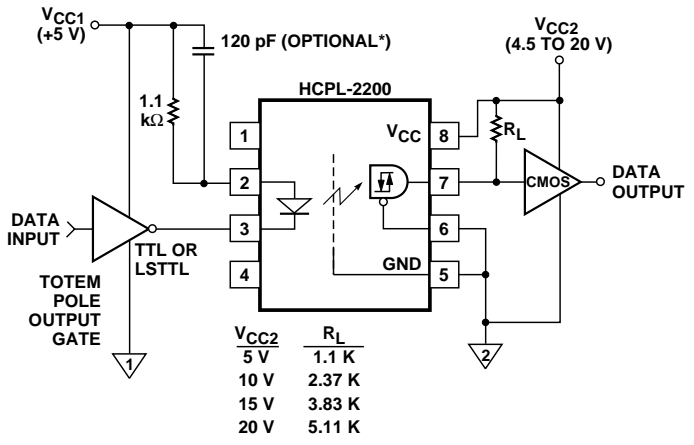 VCC1
(+5 V)
120 pF (OPTIONAL*)
VCC2
(4.5 TO 20 V)
HCPL-2200
1.1
kΩ
1
VCC
8
RL
2
7
CMOS
DATA
OUTPUT
DATA
INPUT
3
6
TTL OR
LSTTL
4
GND
5
TOTEM
POLE
OUTPUT
GATE
1
2
VCC2 RL
5 V 1.1 K
10 V 2.37 K
15 V 3.83 K
20 V 5.11 K